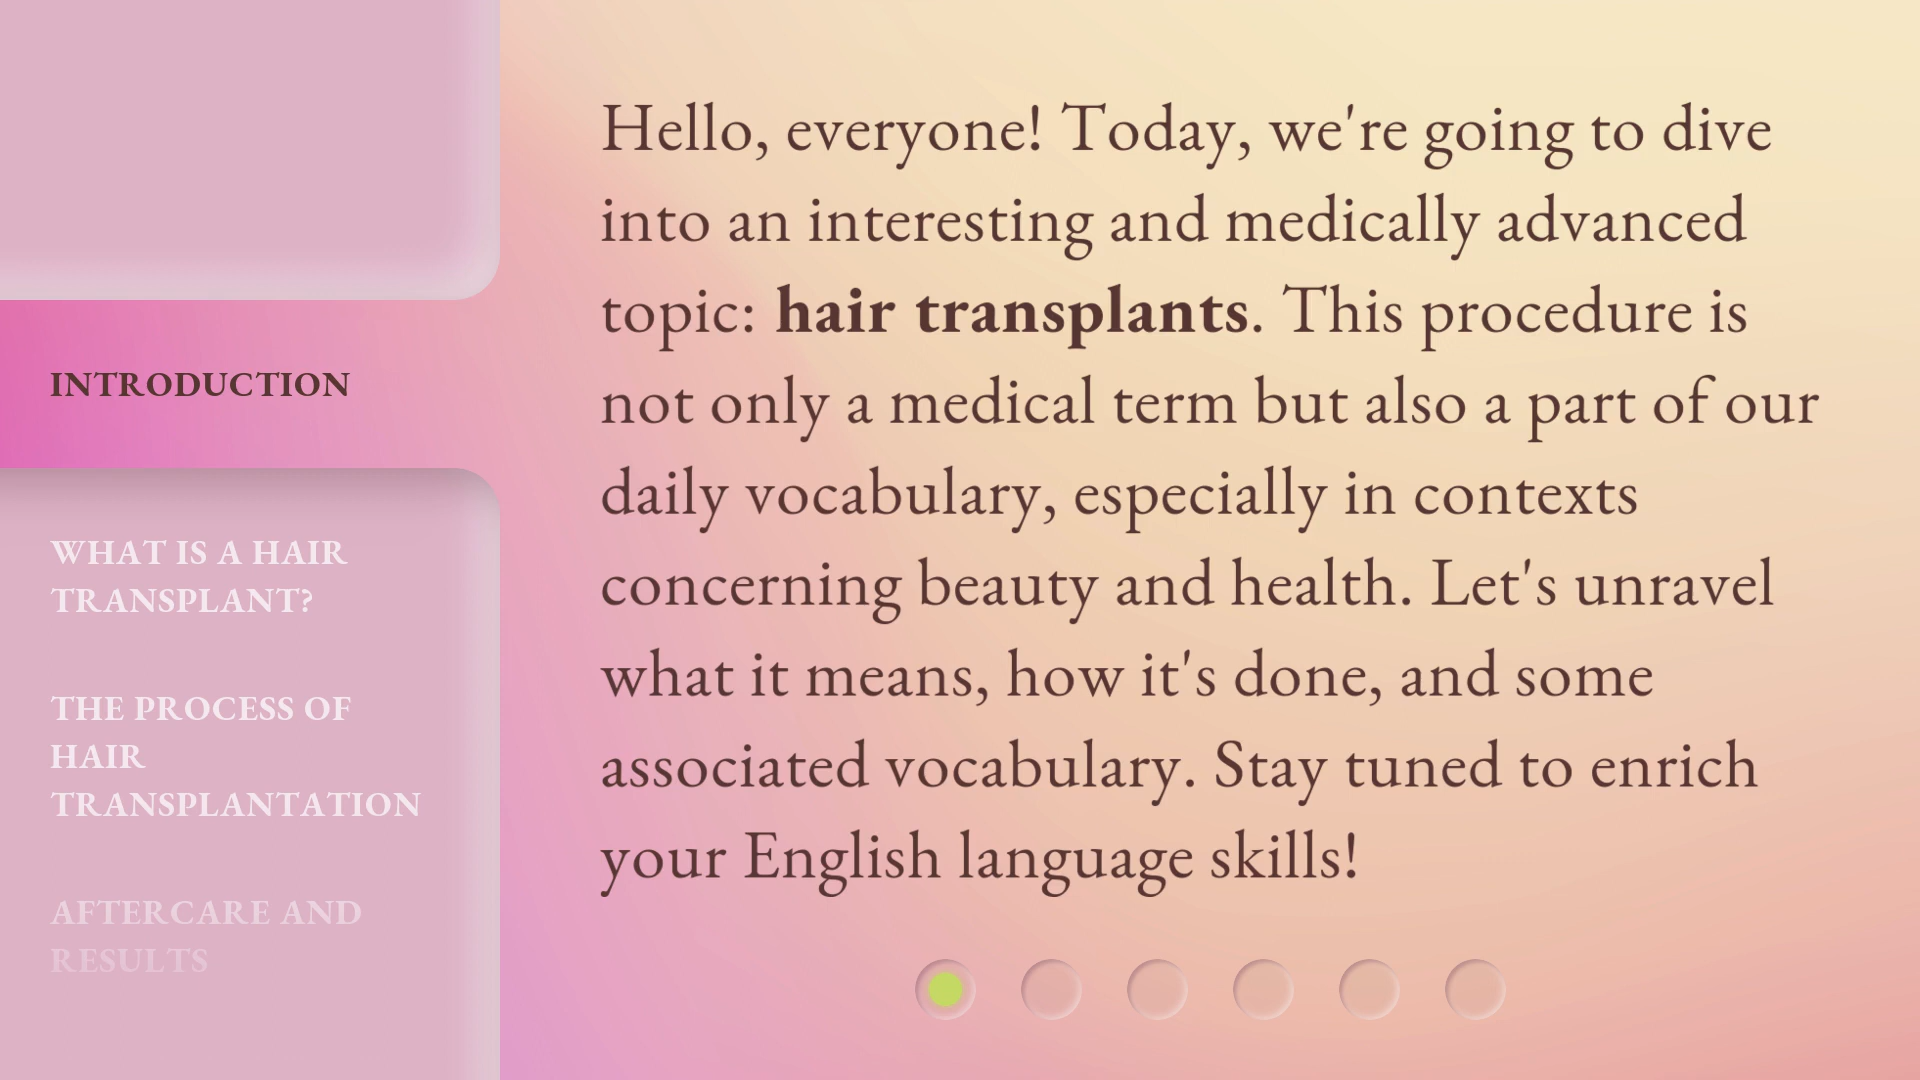 INTRODUCTION
WHAT IS A HAIR
TRANSPLANT?
THE PROCESS OF
HAIR
TRANSPLANTATION
AFTERCARE AND
RESULTS
Hello, everyone! Today, we're going to dive
into an interesting and medically advanced
topic: hair transplants. This procedure is
not only a medical term but also a part of our
daily vocabulary, especially in contexts
concerning beauty and health. Let's unravel
what it means, how it's done, and some
associated vocabulary. Stay tuned to enrich
your English language skills!